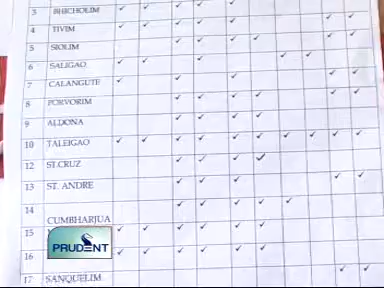 3 BHICHOLIM
4 TIVIM
5 SIOLIM
6 SALIGAO
7 CALANGUTE
8 PORVORIM
9 ALDONA
10 TALEIGAO
12 ST.CRUZ
13 ST. ANDRE
14 CUMBHARJUA
15
PRUDENT
16
17 SANQUELIM